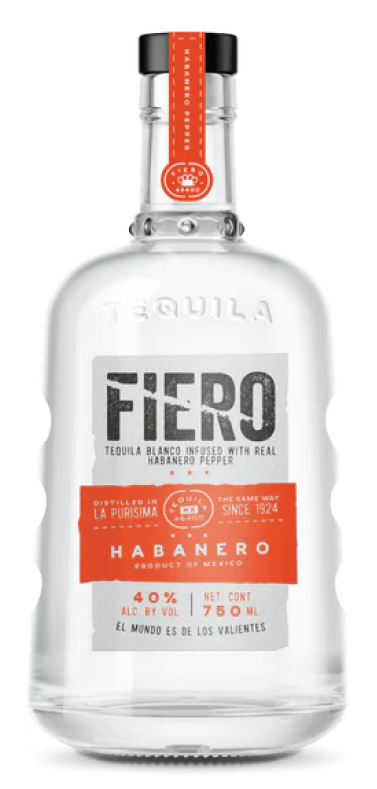 HABANERO PEPPER
FIERO
46400
TEQUILA
FIERO
TEQUILA BLANCO INFUSED WITH REAL
HABANERO PEPPER
DISTILLED IN
LA PURISIMA
TEQUILA
MX
46400
THE SAME WAY
SINCE 1924
HABANERO
PRODUCT OF MEXICO
40%
ALC. BY VOL
NET CONT
750 ML.
EL MUNDO ES DE LOS VALIENTES